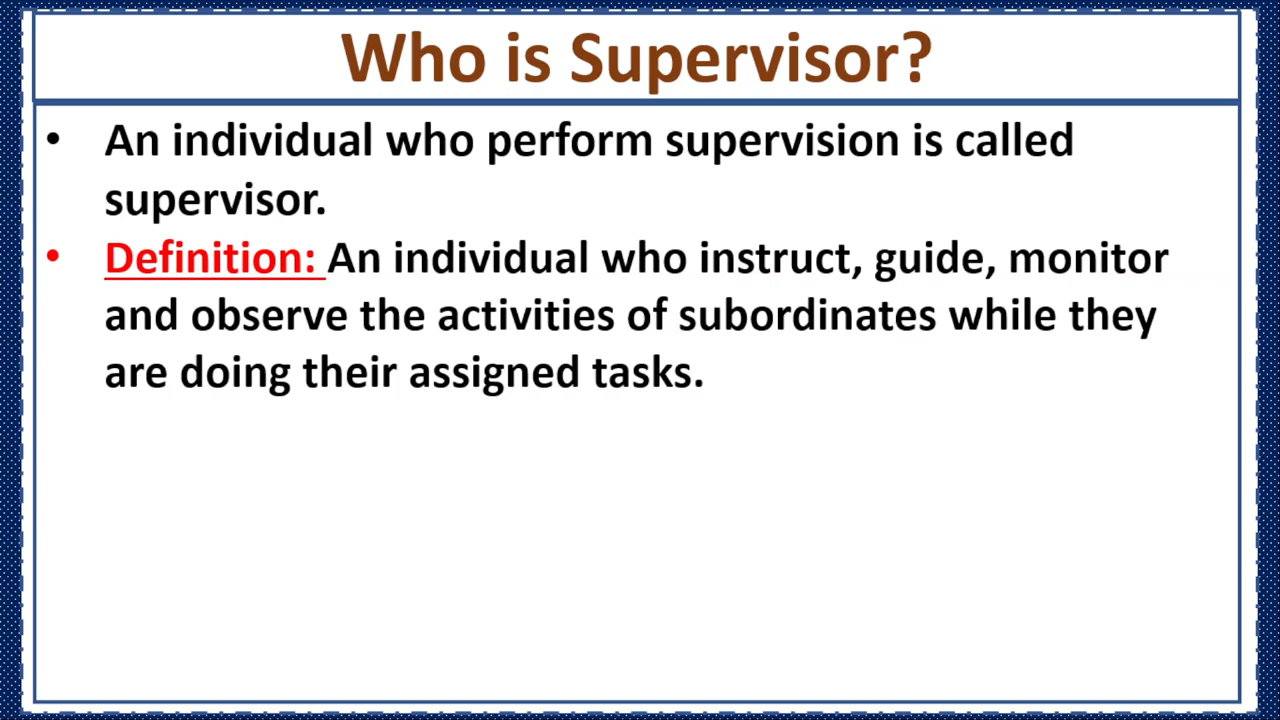 Who is Supervisor?
• An individual who perform supervision is called
supervisor.
• Definition: An individual who instruct, guide, monitor
and observe the activities of subordinates while they
are doing their assigned tasks.